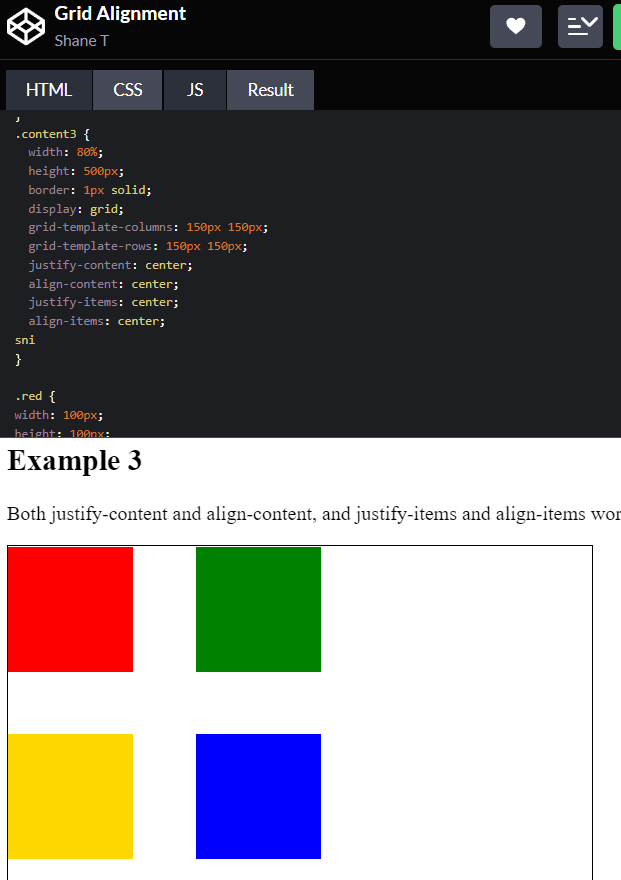 Grid Alignment
Shane T
HTML CSS JS Result
}
.content3 {
width: 80%;
height: 500px;
border: 1px solid;
display: grid;
grid-template-columns: 150px 150px;
grid-template-rows: 150px 150px;
justify-content: center;
align-content: center;
justify-items: center;
align-items: center;
sni
}
.red {
width: 100px;
height: 100px;
Example 3
Both justify-content and align-content, and justify-items and align-items wor